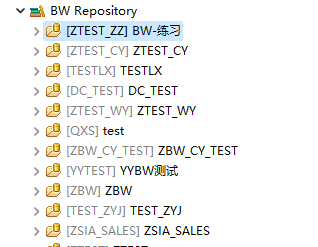 BW Repository
[ZTEST_ZZ] BW-练习
[ZTEST_CY] ZTEST_CY
[TESTLX] TESTLX
[DC_TEST] DC_TEST
[ZTEST_WY] ZTEST_WY
[QXS] test
[ZBW_CY_TEST] ZBW_CY_TEST
[YYTEST] YYBW测试
[ZBW] ZBW
[TEST_ZYJ] TEST_ZYJ
[ZSIA_SALES] ZSIA_SALES